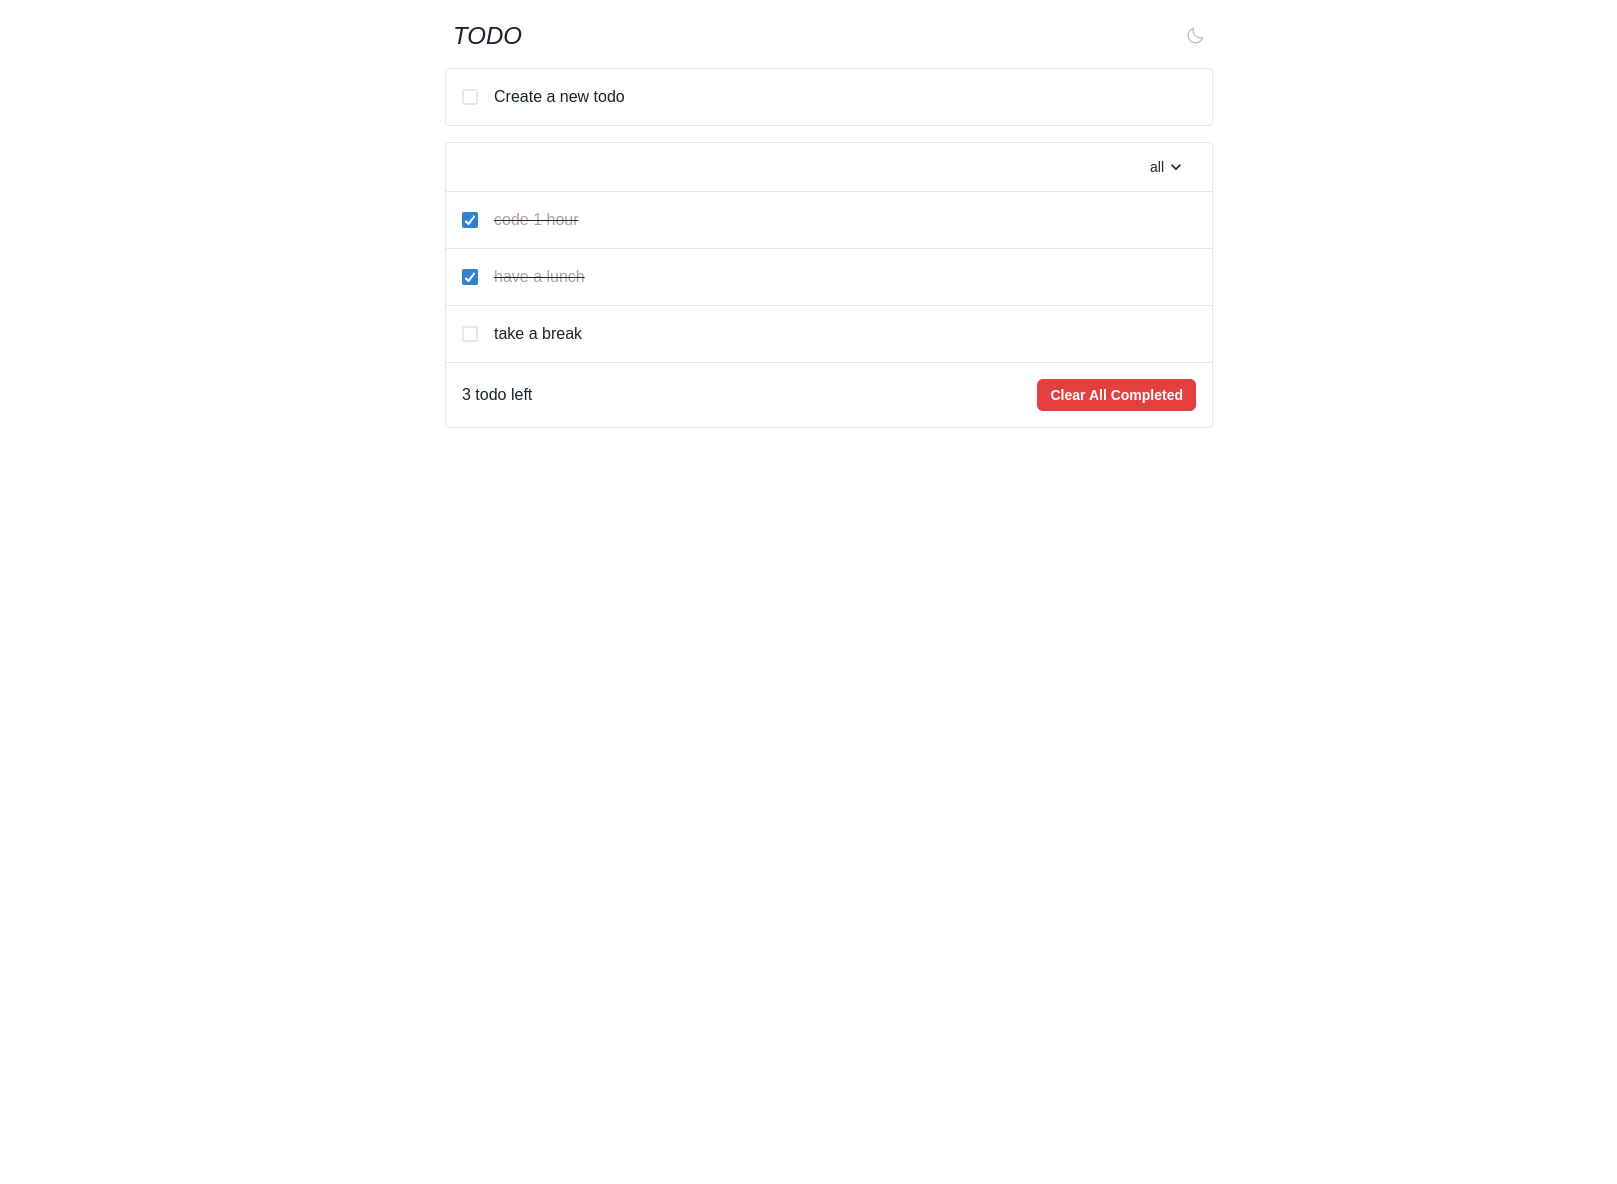 TODO
Create a new todo
all
code 1 hour
have a lunch
take a break
3 todo left
Clear All Completed